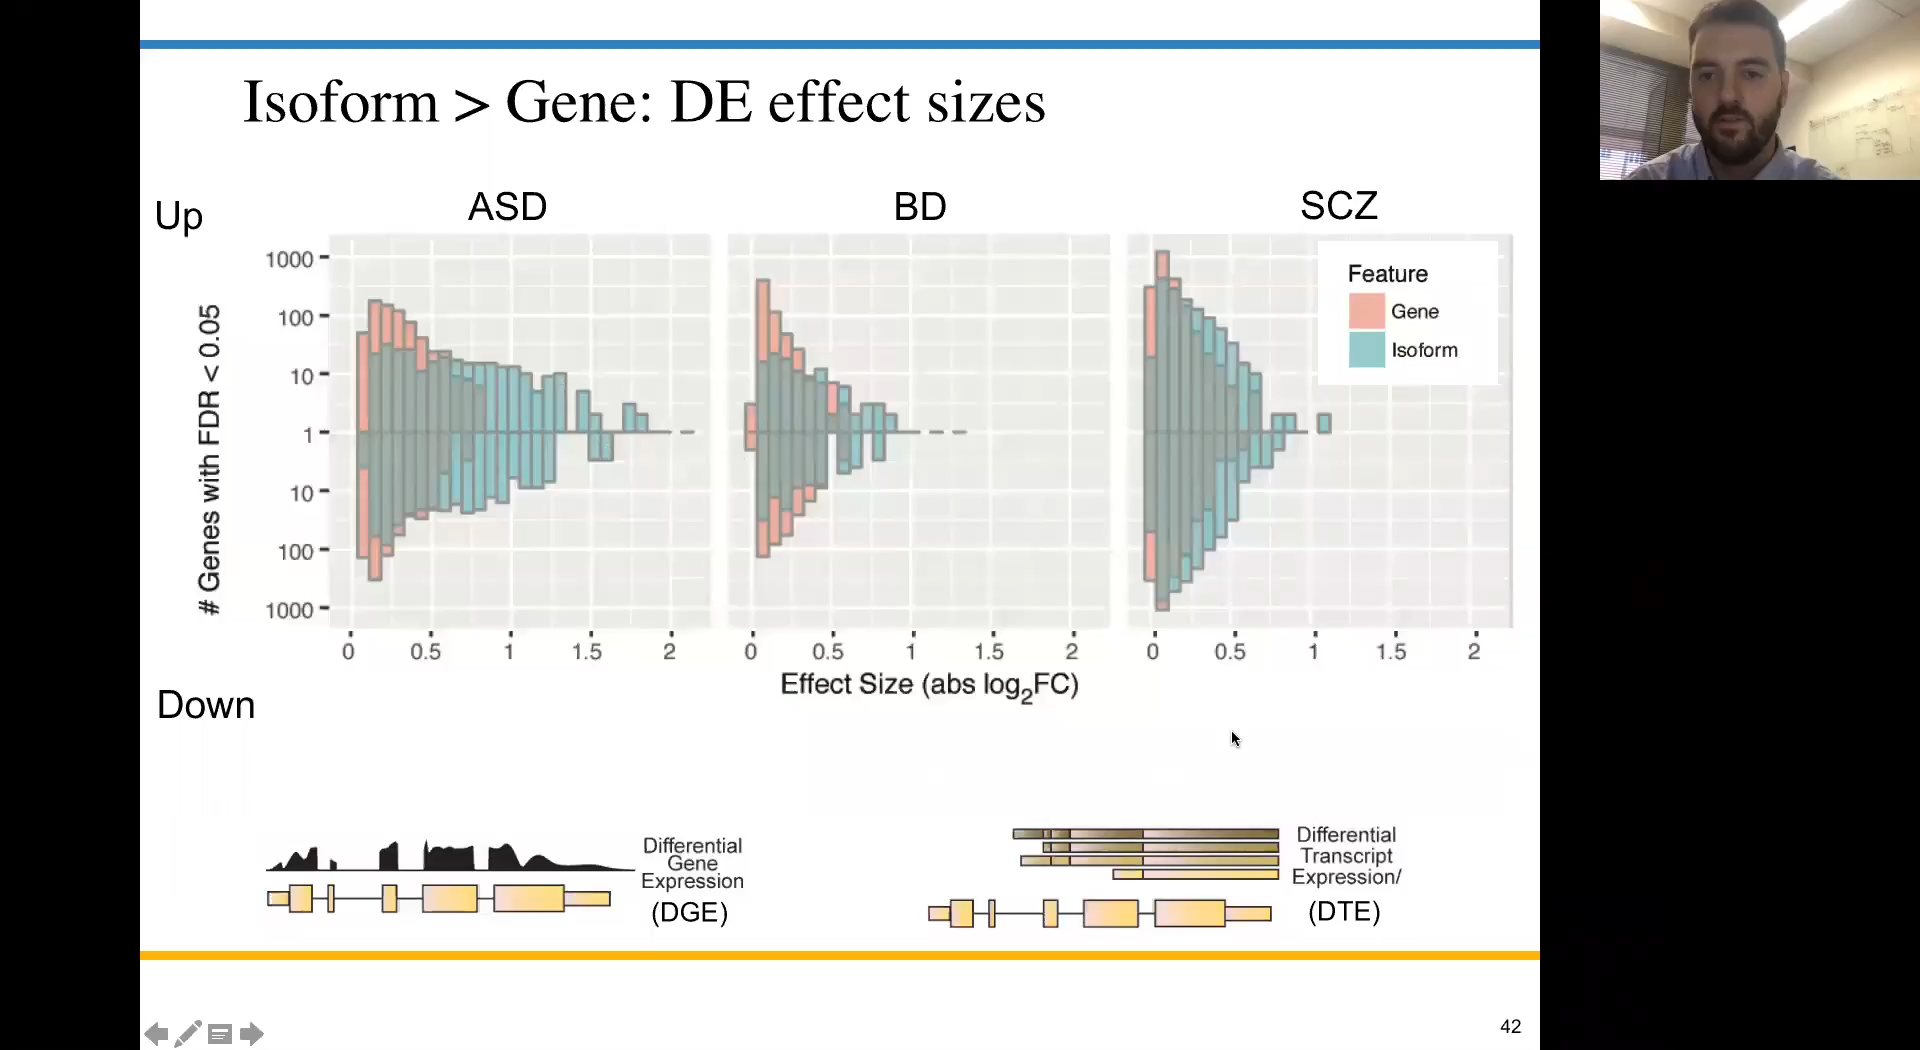 Isoform > Gene: DE effect sizes
Up
ASD
BD
SCZ
# Genes with FDR < 0.05
1000
100
10
1
10
100
1000
Feature
Gene
Isoform
0 0.5 1 1.5 2
0 0.5 1 1.5 2
0 0.5 1 1.5 2
Effect Size (abs log2FC)
Down
Differential
Gene
Expression
(DGE)
Differential
Transcript
Expression/
(DTE)
42